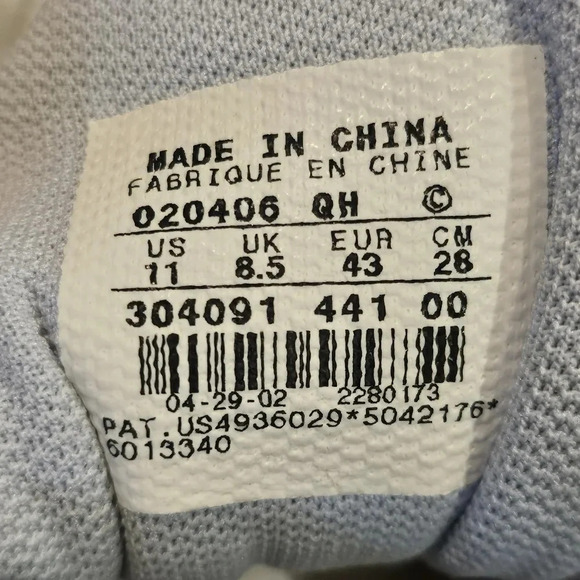 MADE IN CHINA
FABRIQUE EN CHINE
020406 QH ©
US UK EUR CM
11 8.5 43 28
304091 441 00
04-29-02 2280173
PAT.US4936029*5042176*
6013340